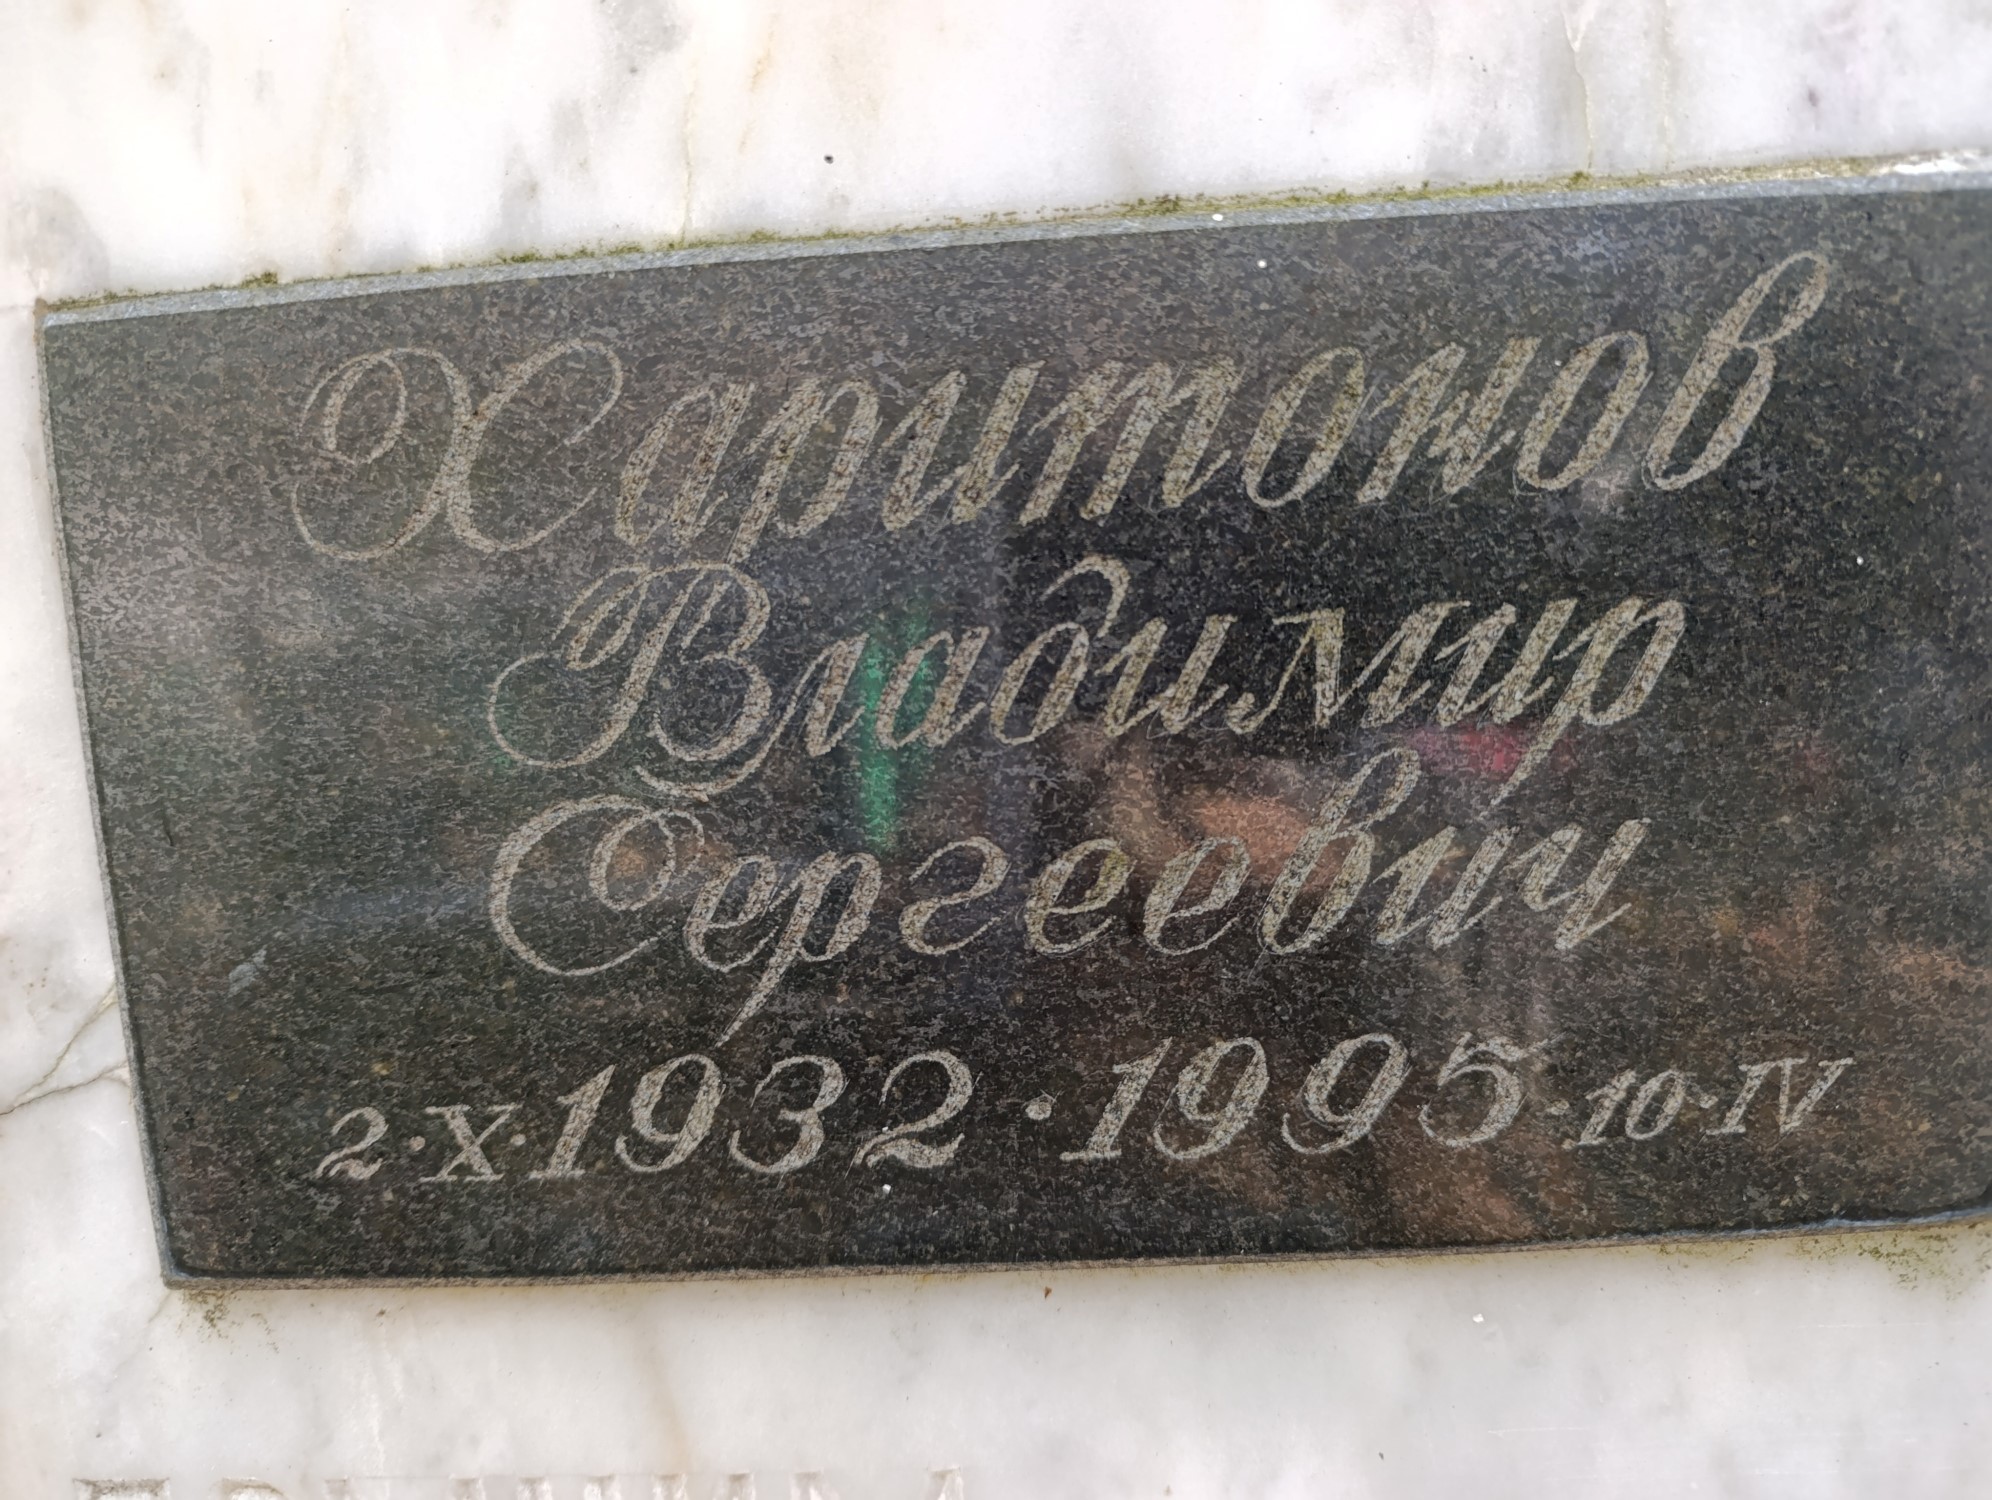 Харитонов
Владимир
Сергеевич
2·X·1932·1995·10·IV